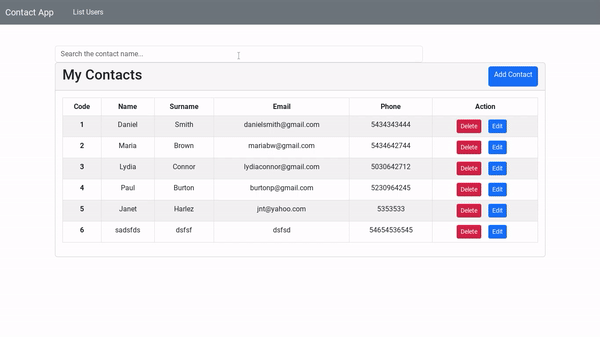 Contact App List Users
Search the contact name...
My Contacts Add Contact
Code Name Surname Email Phone Action
1 Daniel Smith danielsmith@gmail.com 5434343444 Delete Edit
2 Maria Brown mariabw@gmail.com 5434642744 Delete Edit
3 Lydia Connor lydiaconnor@gmail.com 5030642712 Delete Edit
4 Paul Burton burtonp@gmail.com 5230964245 Delete Edit
5 Janet Harlez jnt@yahoo.com 5353533 Delete Edit
6 sadsfds dsfsf dsfsd 54654536545 Delete Edit